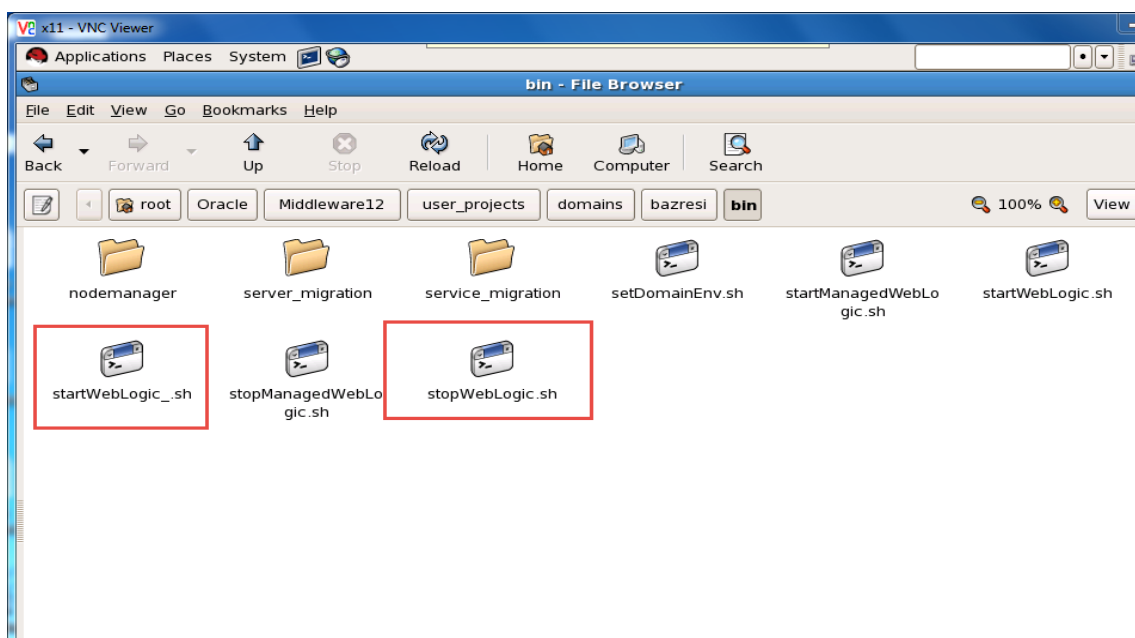 x11 - VNC Viewer
Applications Places System
bin - File Browser
File Edit View Go Bookmarks Help
Back Forward Up Stop Reload Home Computer Search
root Oracle Middleware12 user_projects domains bazresi bin 100% View
nodemanager server_migration service_migration setDomainEnv.sh startManagedWebLo startWebLogic.sh
gic.sh
startWebLogic_.sh stopManagedWebLo stopWebLogic.sh
gic.sh